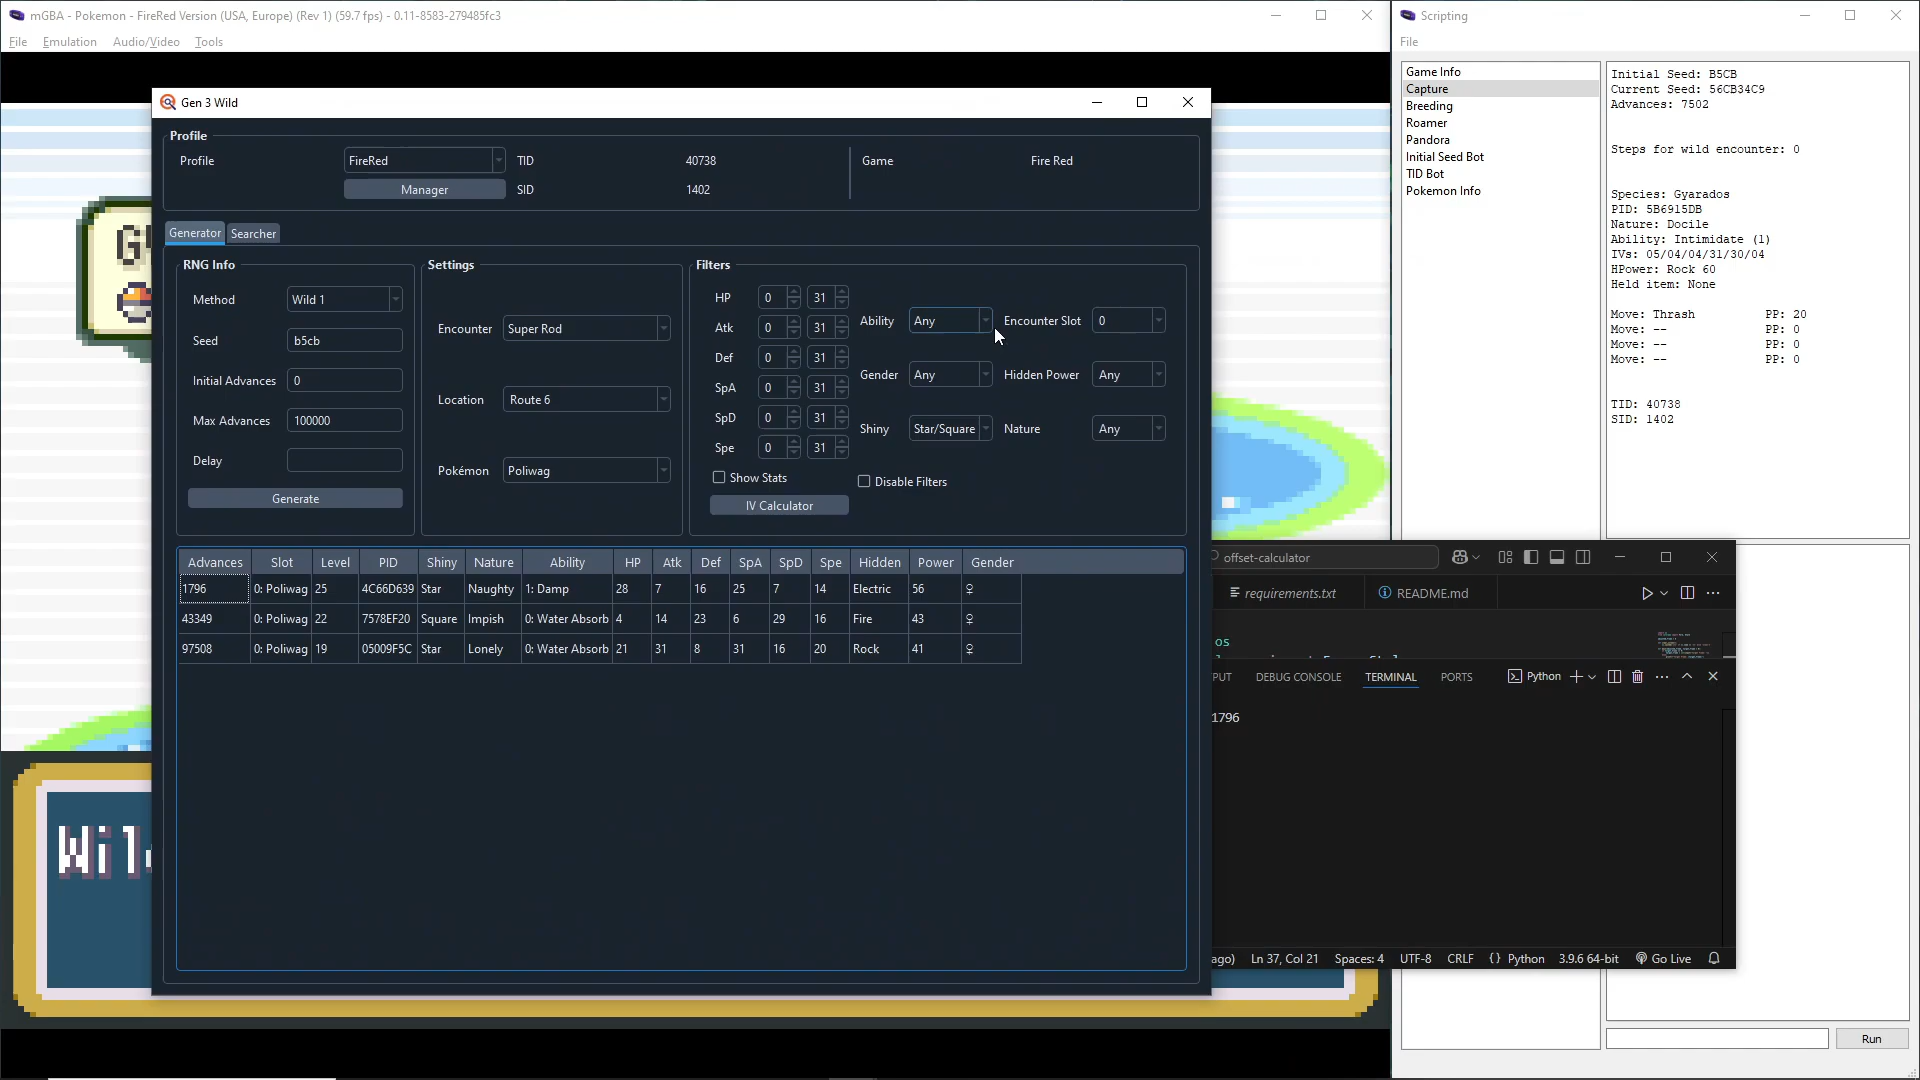 mGBA - Pokemon - FireRed Version (USA, Europe) (Rev 1) (59.7 fps) - 0.11-8583-279485fc3
File Emulation Audio/Video Tools
Gen 3 Wild
Profile
Profile FireRed TID 40738 Game Fire Red
Manager SID 1402
Generator Searcher
RNG Info
Method Wild 1
Seed b5cb
Initial Advances 0
Max Advances 100000
Delay
Generate
Settings
Encounter Super Rod
Location Route 6
Pokémon Poliwag
Filters
HP 0 31
Atk 0 31
Def 0 31
SpA 0 31
SpD 0 31
Spe 0 31
Show Stats
IV Calculator
Ability Any Encounter Slot 0
Gender Any Hidden Power Any
Shiny Star/Square Nature Any
Disable Filters
Advances Slot Level PID Shiny Nature Ability HP Atk Def SpA SpD Spe Hidden Power Gender
1796 0: Poliwag 25 4C66D639 Star Naughty 1: Damp 28 7 16 25 7 14 Electric 56 ♀
43349 0: Poliwag 22 7578EF20 Square Impish 0: Water Absorb 4 14 23 6 29 16 Fire 43 ♀
97508 0: Poliwag 19 05009F5C Star Lonely 0: Water Absorb 21 31 8 31 16 20 Rock 41 ♀
Wil
Scripting
File
Game Info
Capture
Breeding
Roamer
Pandora
Initial Seed Bot
TID Bot
Pokemon Info
Initial Seed: B5CB
Current Seed: 56CB34C9
Advances: 7502
Steps for wild encounter: 0
Species: Gyarados
PID: 5B6915DB
Nature: Docile
Ability: Intimidate (1)
IVs: 05/04/04/31/30/04
HPower: Rock 60
Held item: None
Move: Thrash PP: 20
Move: -- PP: 0
Move: -- PP: 0
Move: -- PP: 0
TID: 40738
SID: 1402
offset-calculator
requirements.txt README.md
os
PUT DEBUG CONSOLE TERMINAL PORTS Python
1796
ago) Ln 37, Col 21 Spaces: 4 UTF-8 CRLF {} Python 3.9.6 64-bit Go Live
Run